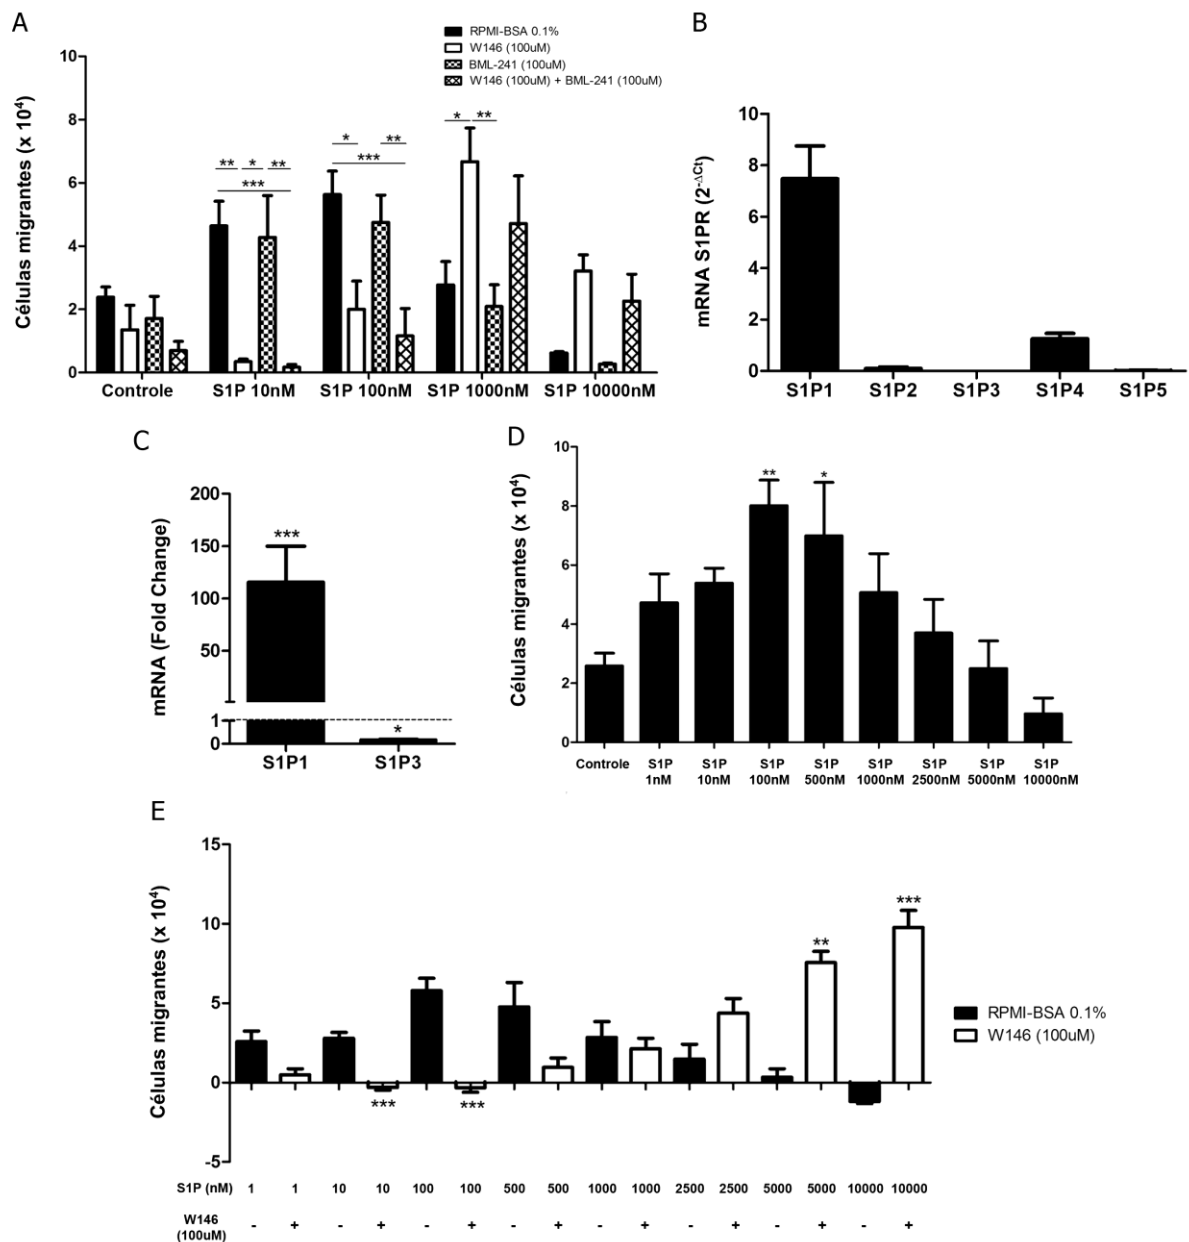 A
RPMI-BSA 0.1%
W146 (100uM)
BML-241 (100uM)
W146 (100uM) + BML-241 (100uM)
Células migrantes (x 10⁴)
10
8
6
4
2
0
** * **
***
* **
***
* **
Controle S1P 10nM S1P 100nM S1P 1000nM S1P 10000nM
B
mRNA S1PR (2^-ΔCt)
10
8
6
4
2
0
S1P1 S1P2 S1P3 S1P4 S1P5
C
mRNA (Fold Change)
200
150
100
50
1
0
***
*
S1P1 S1P3
D
Células migrantes (x 10⁴)
10
8
6
4
2
0
** *
Controle S1P S1P S1P S1P S1P S1P S1P S1P
1nM 10nM 100nM 500nM 1000nM 2500nM 5000nM 10000nM
E
Células migrantes (x 10⁴)
15
10
5
0
-5
*** *** ** ***
RPMI-BSA 0.1%
W146 (100uM)
S1P (nM) 1 1 10 10 100 100 500 500 1000 1000 2500 2500 5000 5000 10000 10000
W146 - + - + - + - + - + - + - + - +
(100uM)